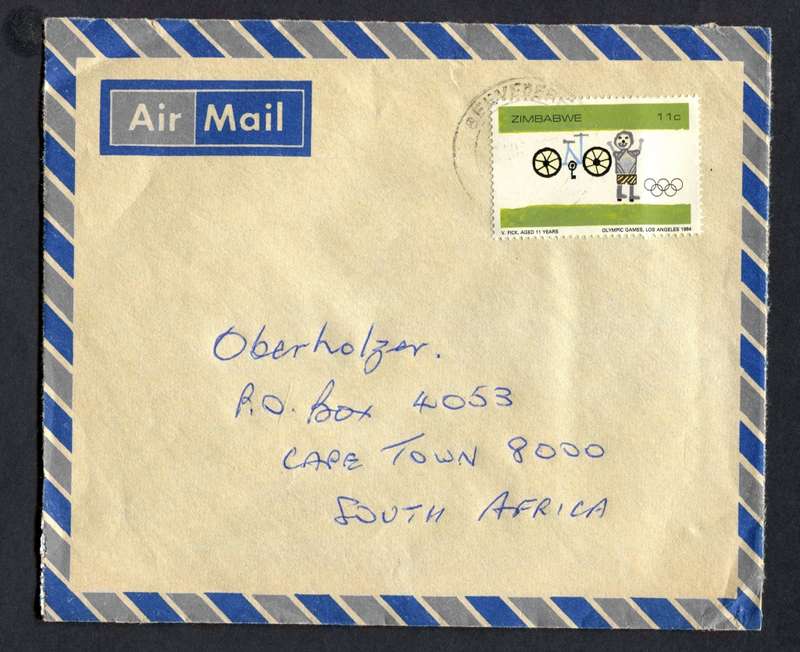 Air Mail
ZIMBABWE 11c
V. FICK, AGED 11 YEARS OLYMPIC GAMES, LOS ANGELES 1984
Oberholzer.
P.O. Box 4053
CAPE TOWN 8000
SOUTH AFRICA